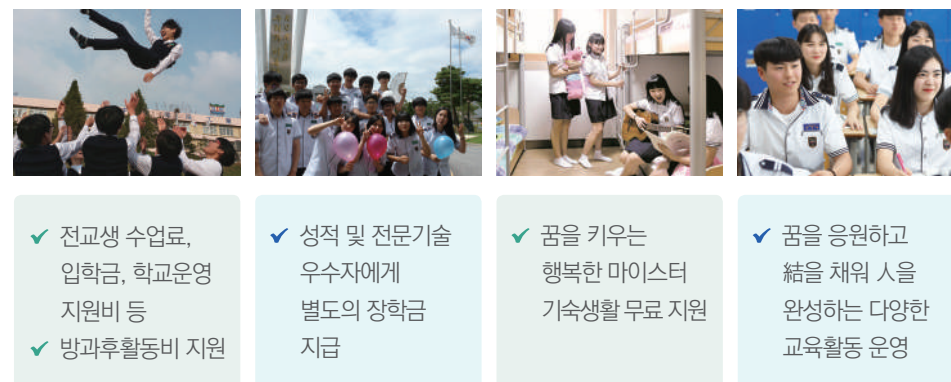 전교생 수업료,
입학금, 학교운영
지원비 등
방과후활동비 지원
성적 및 전문기술
우수자에게
별도의 장학금
지급
꿈을 키우는
행복한 마이스터
기숙생활 무료 지원
꿈을 응원하고
結을 채워 人을
완성하는 다양한
교육활동 운영